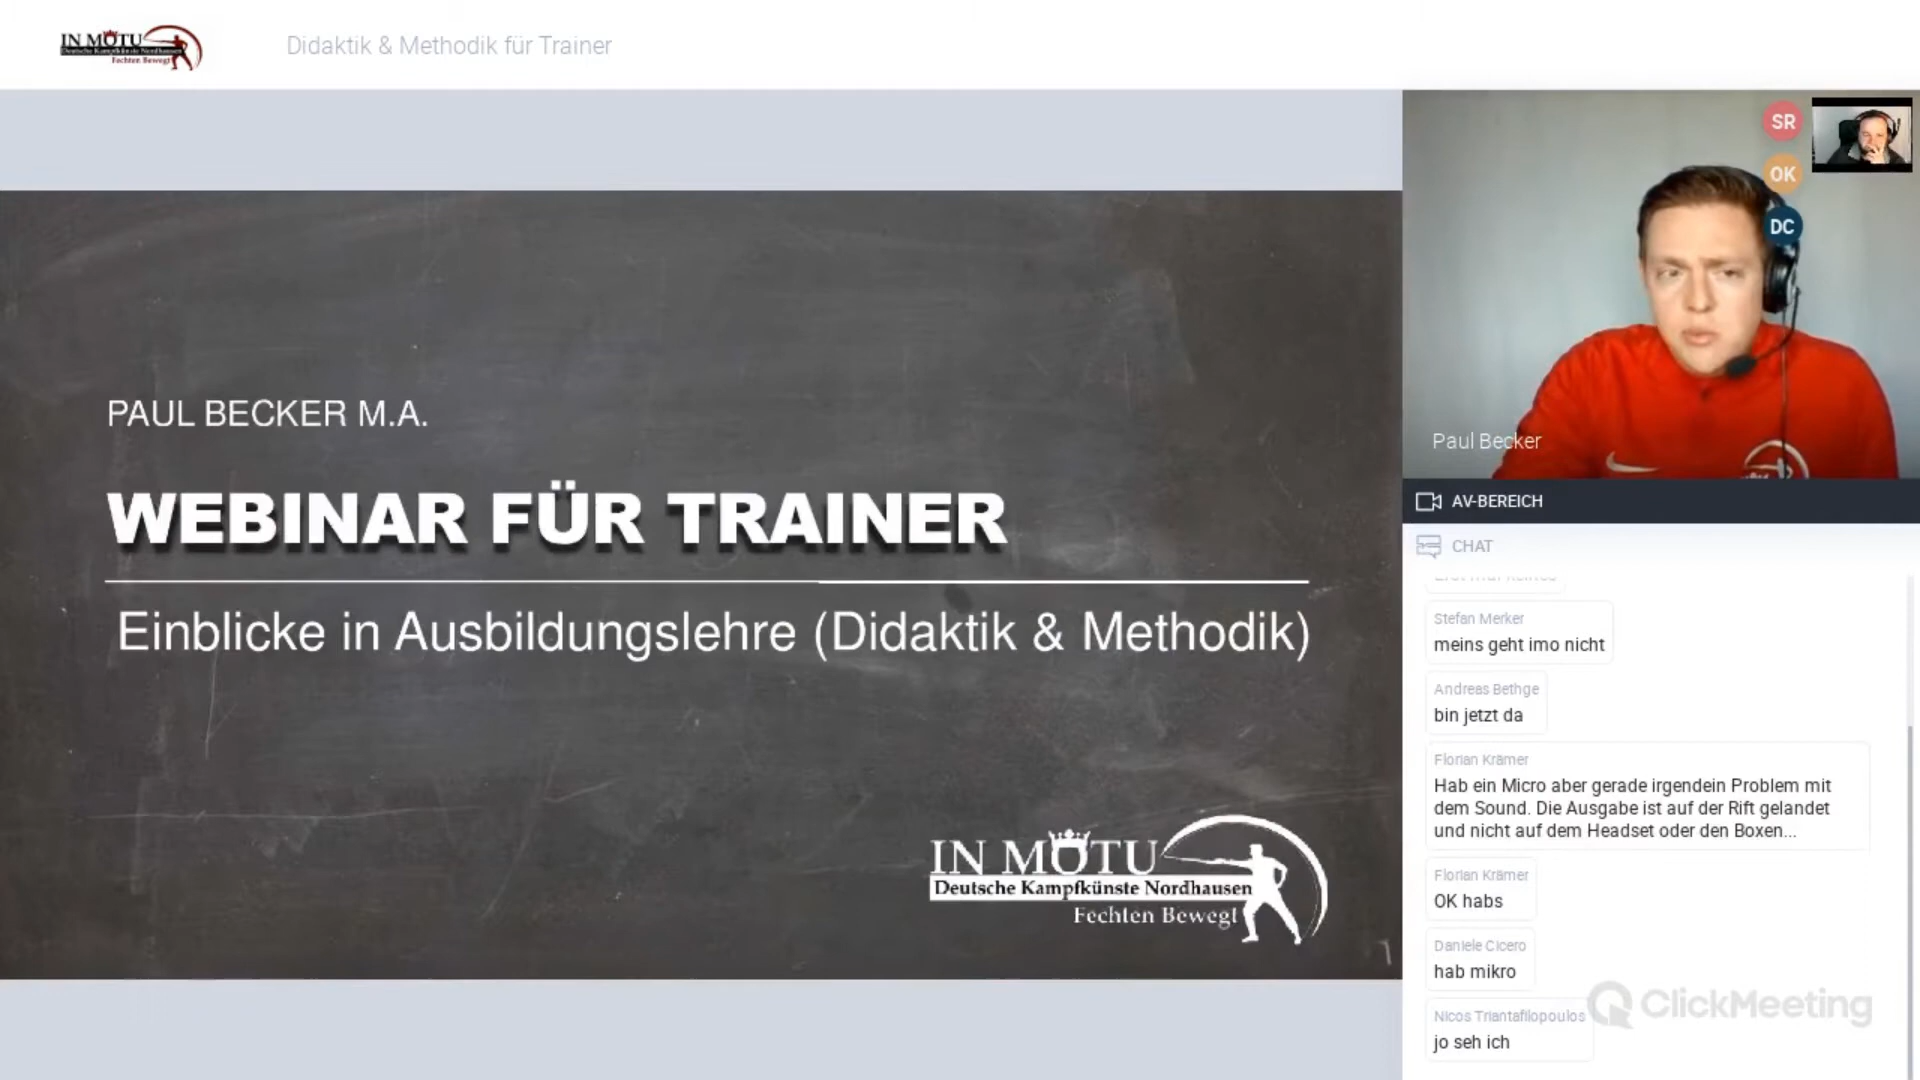 IN MOTU
Deutsche Kampfkünste Nordhausen
Fechten Bewegt
Didaktik & Methodik für Trainer
PAUL BECKER M.A.
WEBINAR FÜR TRAINER
Einblicke in Ausbildungslehre (Didaktik & Methodik)
IN MOTU
Deutsche Kampfkünste Nordhausen
Fechten Bewegt
1
SR
OK
DC
Paul Becker
AV-BEREICH
CHAT
Stefan Merker
meins geht imo nicht
Andreas Bethge
bin jetzt da
Florian Krämer
Hab ein Micro aber gerade irgendein Problem mit
dem Sound. Die Ausgabe ist auf der Rift gelandet
und nicht auf dem Headset oder den Boxen...
Florian Krämer
OK habs
Daniele Cicero
hab mikro
Nicos Triantafilopoulos
jo seh ich
ClickMeeting